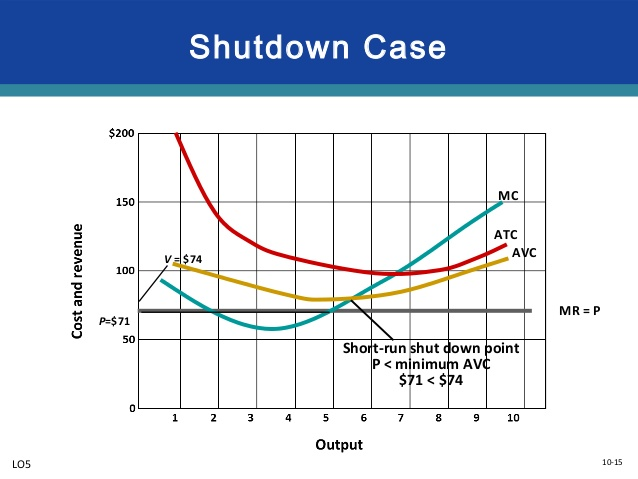 Shutdown Case
$200
150
100
50
0
Cost and revenue
V = $74
P=$71
MC
ATC
AVC
MR = P
Short-run shut down point
P < minimum AVC
$71 < $74
1 2 3 4 5 6 7 8 9 10
Output
LO5
10-15